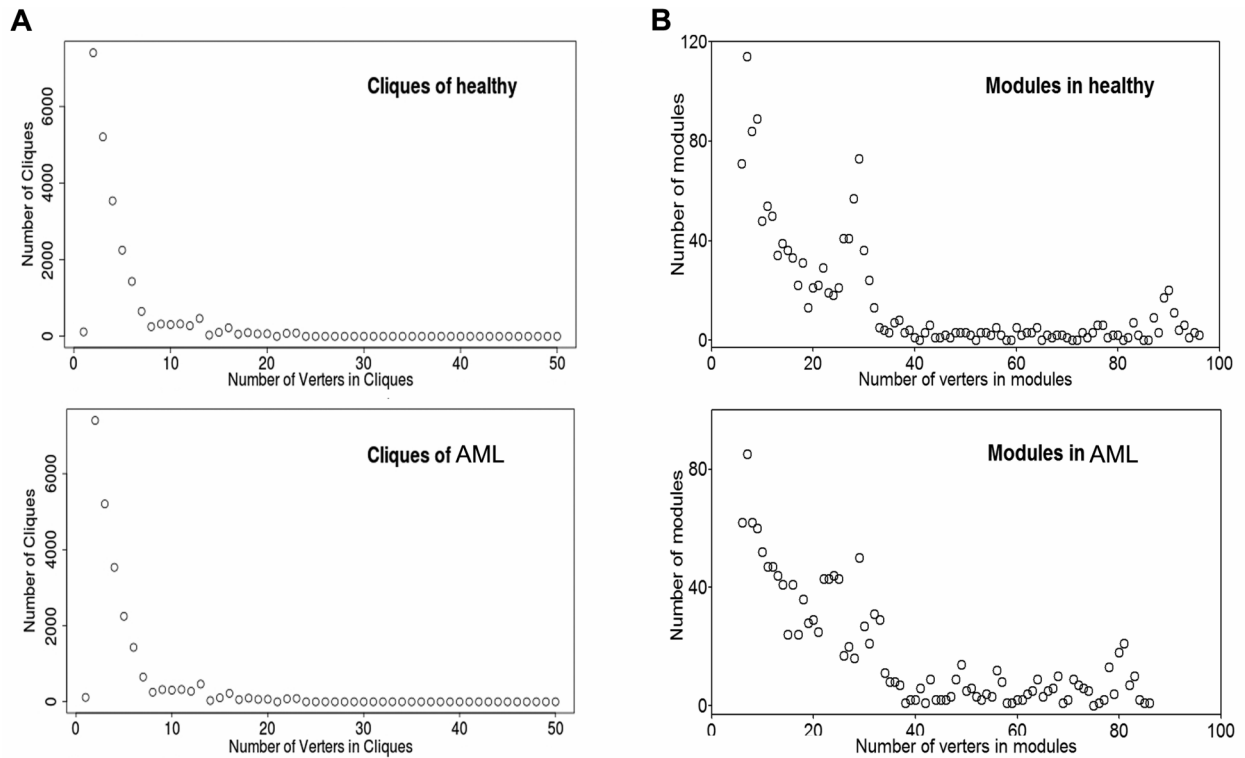 A
Cliques of healthy
Number of Cliques
0 2000 4000 6000
0 10 20 30 40 50
Number of Verters in Cliques
B
Modules in healthy
Number of modules
120
80
40
0
0 20 40 60 80 100
Number of verters in modules
Cliques of AML
Number of Cliques
0 2000 4000 6000
0 10 20 30 40 50
Number of Verters in Cliques
Modules in AML
Number of modules
80
40
0
0 20 40 60 80 100
Number of verters in modules